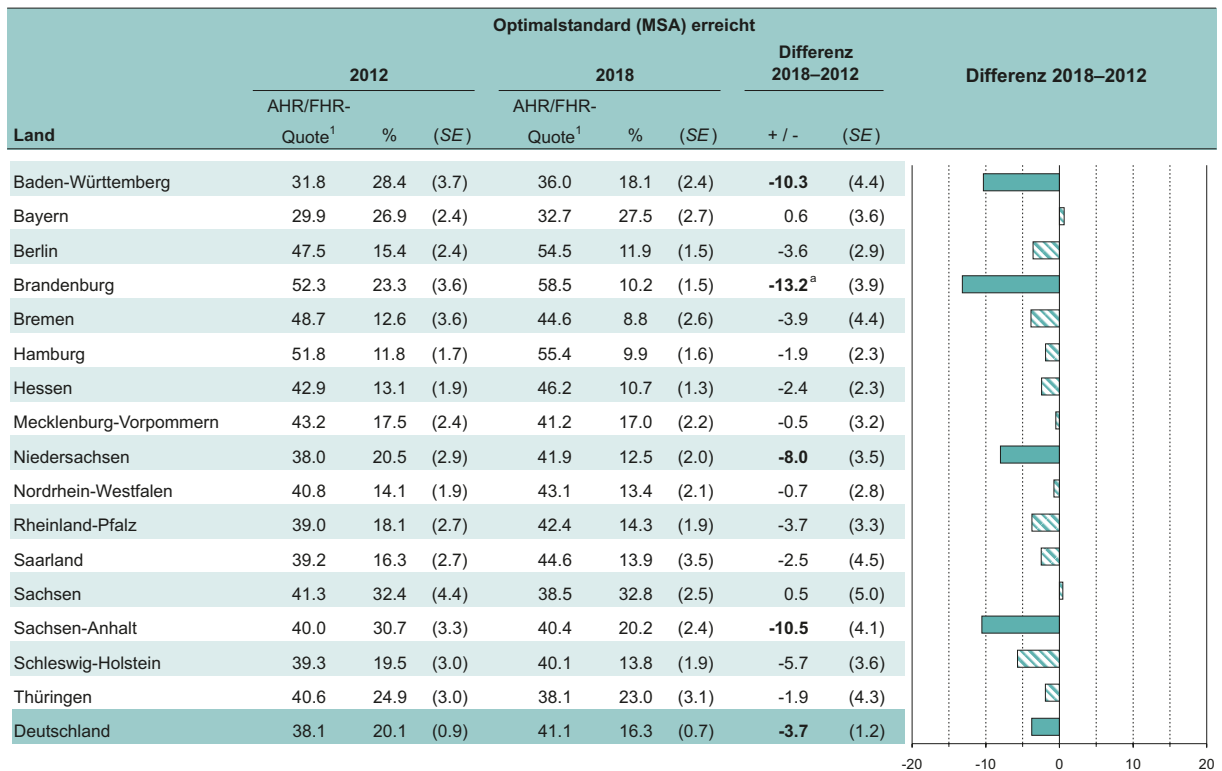 Optimalstandard (MSA) erreicht
2012 2018 Differenz 2018–2012 Differenz 2018–2012
Land AHR/FHR-Quote1 % (SE) AHR/FHR-Quote1 % (SE) + / - (SE)
Baden-Württemberg 31.8 28.4 (3.7) 36.0 18.1 (2.4) -10.3 (4.4)
Bayern 29.9 26.9 (2.4) 32.7 27.5 (2.7) 0.6 (3.6)
Berlin 47.5 15.4 (2.4) 54.5 11.9 (1.5) -3.6 (2.9)
Brandenburg 52.3 23.3 (3.6) 58.5 10.2 (1.5) -13.2a (3.9)
Bremen 48.7 12.6 (3.6) 44.6 8.8 (2.6) -3.9 (4.4)
Hamburg 51.8 11.8 (1.7) 55.4 9.9 (1.6) -1.9 (2.3)
Hessen 42.9 13.1 (1.9) 46.2 10.7 (1.3) -2.4 (2.3)
Mecklenburg-Vorpommern 43.2 17.5 (2.4) 41.2 17.0 (2.2) -0.5 (3.2)
Niedersachsen 38.0 20.5 (2.9) 41.9 12.5 (2.0) -8.0 (3.5)
Nordrhein-Westfalen 40.8 14.1 (1.9) 43.1 13.4 (2.1) -0.7 (2.8)
Rheinland-Pfalz 39.0 18.1 (2.7) 42.4 14.3 (1.9) -3.7 (3.3)
Saarland 39.2 16.3 (2.7) 44.6 13.9 (3.5) -2.5 (4.5)
Sachsen 41.3 32.4 (4.4) 38.5 32.8 (2.5) 0.5 (5.0)
Sachsen-Anhalt 40.0 30.7 (3.3) 40.4 20.2 (2.4) -10.5 (4.1)
Schleswig-Holstein 39.3 19.5 (3.0) 40.1 13.8 (1.9) -5.7 (3.6)
Thüringen 40.6 24.9 (3.0) 38.1 23.0 (3.1) -1.9 (4.3)
Deutschland 38.1 20.1 (0.9) 41.1 16.3 (0.7) -3.7 (1.2)
-20 -10 0 10 20